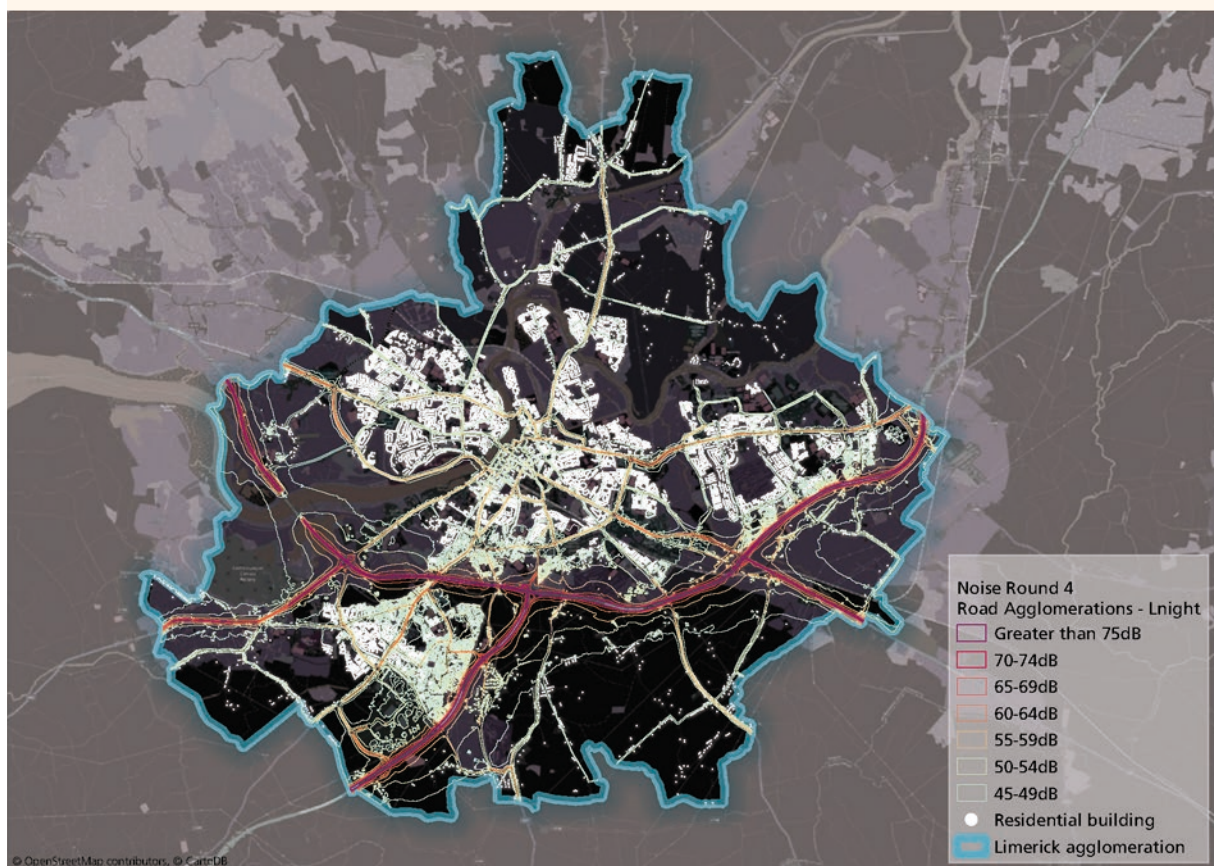 Noise Round 4
Road Agglomerations - Lnight
Greater than 75dB
70-74dB
65-69dB
60-64dB
55-59dB
50-54dB
45-49dB
Residential building
Limerick agglomeration
© OpenStreetMap contributors, © CartoDB